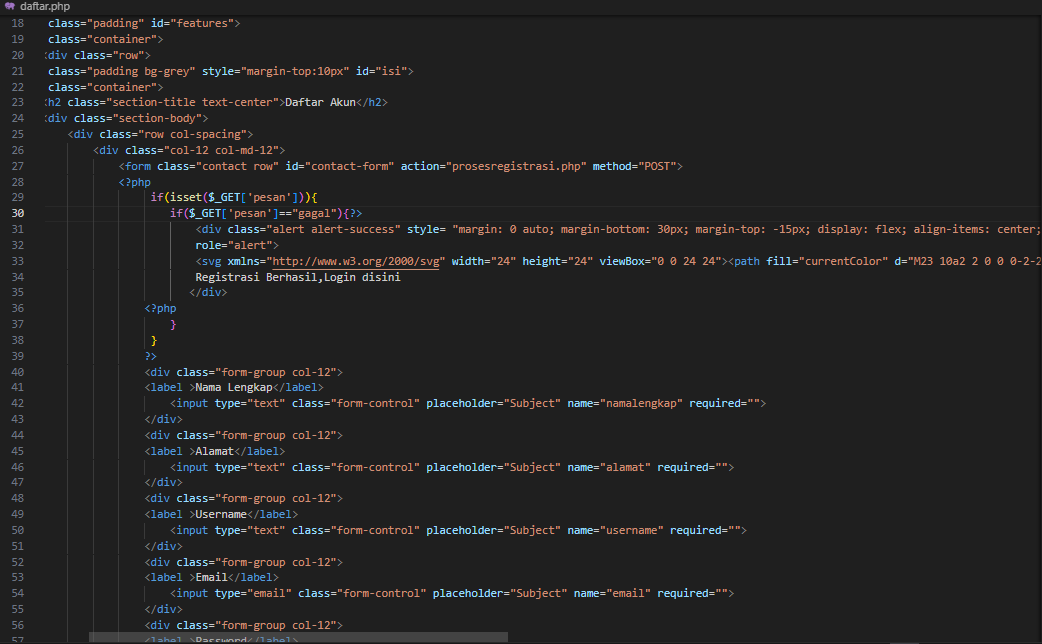 daftar.php
18 class="padding" id="features">
19 class="container">
20 div class="row">
21 class="padding bg-grey" style="margin-top:10px" id="isi">
22 class="container">
23 h2 class="section-title text-center">Daftar Akun</h2>
24 div class="section-body">
25 <div class="row col-spacing">
26 <div class="col-12 col-md-12">
27 <form class="contact row" id="contact-form" action="prosesregistrasi.php" method="POST">
28 <?php
29 if(isset($_GET['pesan'])){
30 if($_GET['pesan']=="gagal"){?>
31 <div class="alert alert-success" style= "margin: 0 auto; margin-bottom: 30px; margin-top: -15px; display: flex; align-items: center;
32 role="alert">
33 <svg xmlns="http://www.w3.org/2000/svg" width="24" height="24" viewBox="0 0 24 24"><path fill="currentColor" d="M23 10a2 2 0 0 0-2-2
34 Registrasi Berhasil,Login disini
35 </div>
36 <?php
37 }
38 }
39 ?>
40 <div class="form-group col-12">
41 <label >Nama Lengkap</label>
42 <input type="text" class="form-control" placeholder="Subject" name="namalengkap" required="">
43 </div>
44 <div class="form-group col-12">
45 <label >Alamat</label>
46 <input type="text" class="form-control" placeholder="Subject" name="alamat" required="">
47 </div>
48 <div class="form-group col-12">
49 <label >Username</label>
50 <input type="text" class="form-control" placeholder="Subject" name="username" required="">
51 </div>
52 <div class="form-group col-12">
53 <label >Email</label>
54 <input type="email" class="form-control" placeholder="Subject" name="email" required="">
55 </div>
56 <div class="form-group col-12">
57 <label >Password</label>